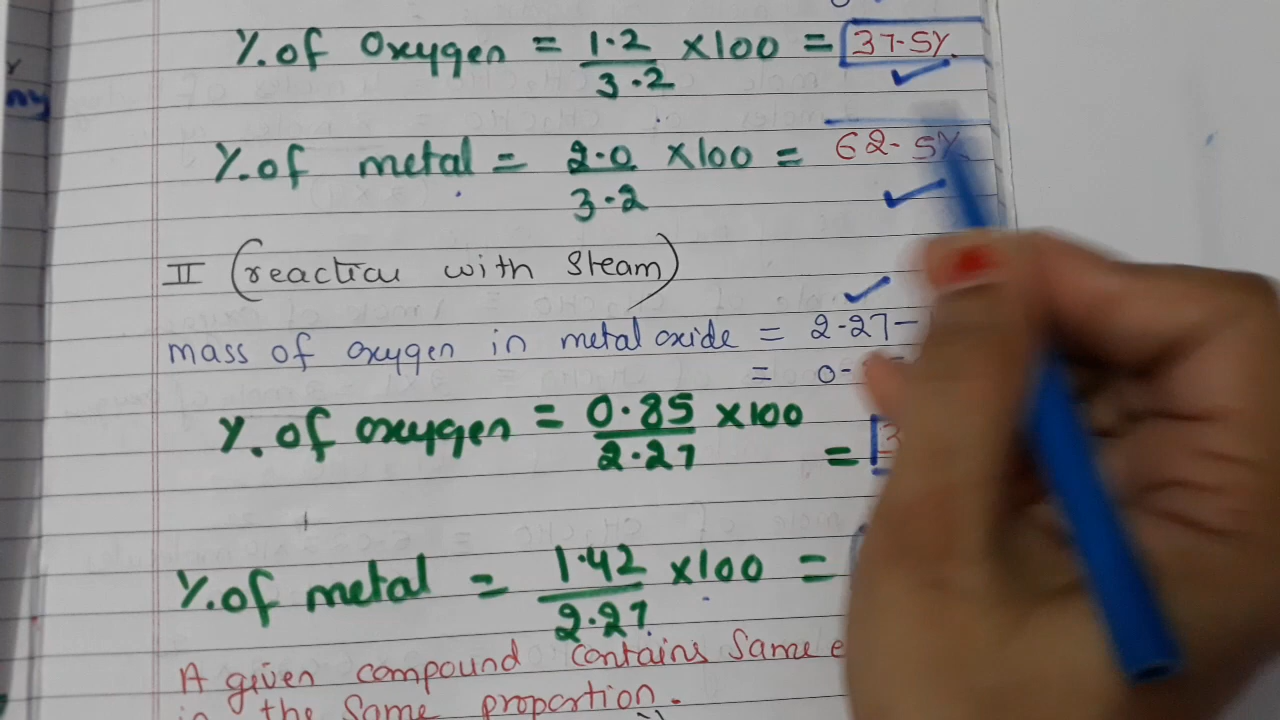 %.of Oxygen = 1.2/3.2 x100 = 37.5%
%.of metal = 2.0/3.2 x100 = 62.5%
II (reaction with Steam)
mass of oxygen in metal oxide = 2.27-
= 0-
%. of oxygen = 0.85/2.27 x100 =
%.of metal = 1.42/2.27 x100 =
A given compound contains Same
the Same proportion.